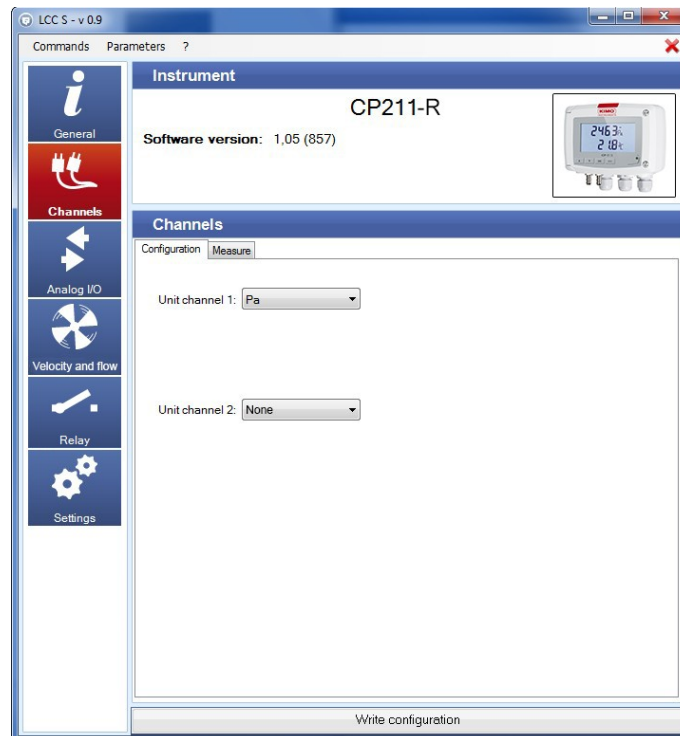 LCC S - v 0.9
Commands Parameters ?
General
Channels
Analog I/O
Velocity and flow
Relay
Settings
Instrument
CP211-R
Software version: 1,05 (857)
Channels
Configuration Measure
Unit channel 1: Pa
Unit channel 2: None
Write configuration